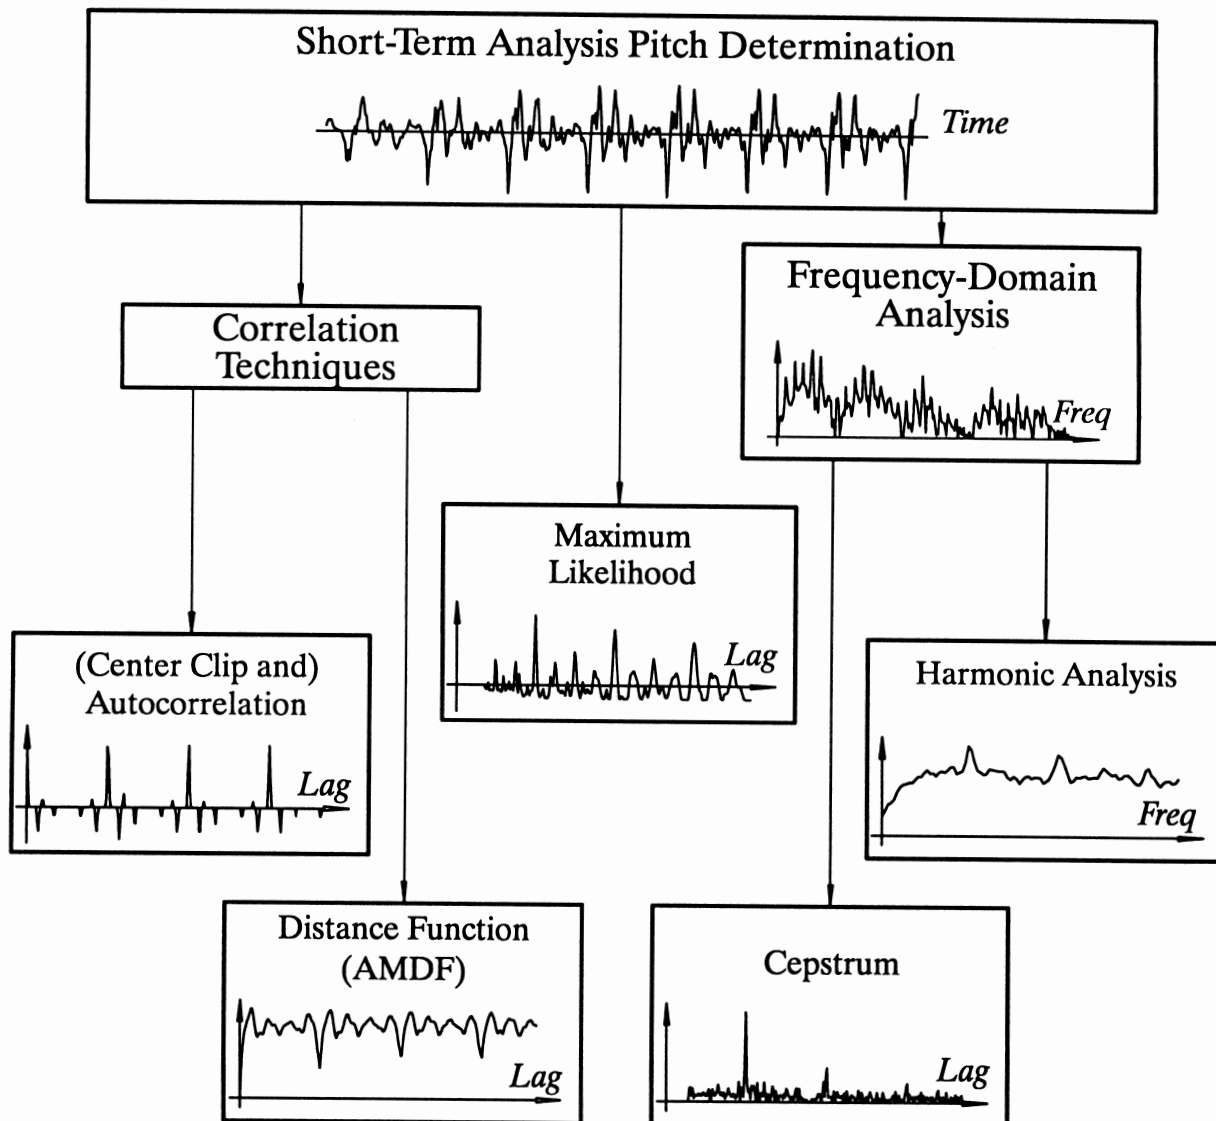 Short-Term Analysis Pitch Determination
Time
Frequency-Domain
Analysis
Freq
Correlation
Techniques
Maximum
Likelihood
Lag
(Center Clip and)
Autocorrelation
Lag
Harmonic Analysis
Freq
Distance Function
(AMDF)
Lag
Cepstrum
Lag